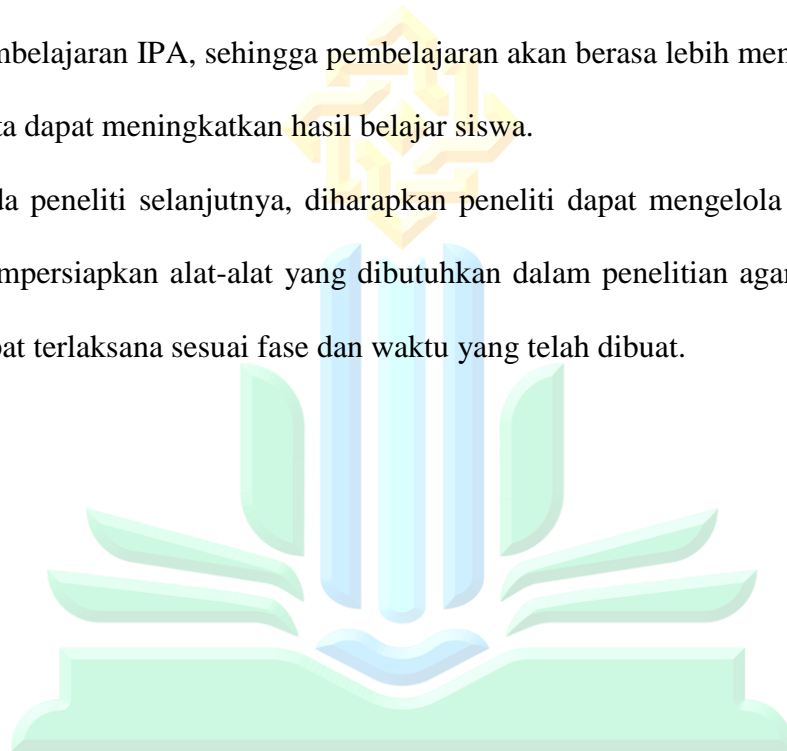 mbelajaran IPA, sehingga pembelajaran akan berasa lebih men
ta dapat meningkatkan hasil belajar siswa.
da peneliti selanjutnya, diharapkan peneliti dapat mengelola
mpersiapkan alat-alat yang dibutuhkan dalam penelitian agar
pat terlaksana sesuai fase dan waktu yang telah dibuat.